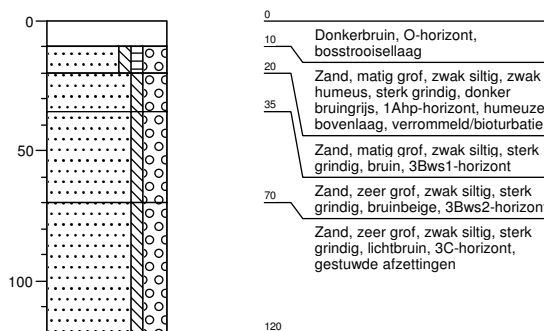 0
0
Donkerbruin, O-horizont,
bosstrooisellaag
10
Zand, matig grof, zwak siltig, zwak
humeus, sterk grindig, donker
bruingrijs, 1Ahp-horizont, humeuze
bovenlaag, verrommeld/bioturbatie
20
Zand, matig grof, zwak siltig, sterk
grindig, bruin, 3Bws1-horizont
35
Zand, zeer grof, zwak siltig, sterk
grindig, bruinbeige, 3Bws2-horizont
50
70
Zand, zeer grof, zwak siltig, sterk
grindig, lichtbruin, 3C-horizont,
gestuwde afzettingen
100
120